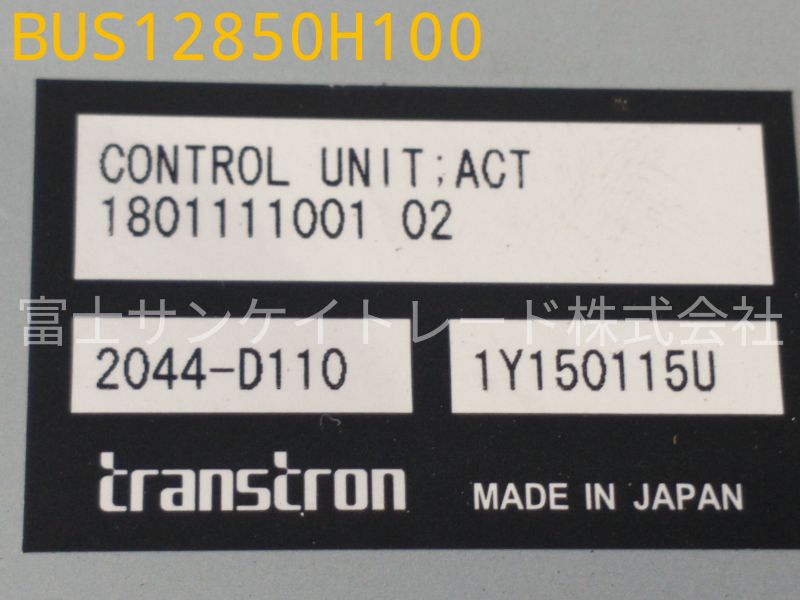 BUS12850H100
CONTROL UNIT;ACT
1801111001 02
富士サンケイトレード株式会社
2044-D110
1Y150115U
transtron
MADE IN JAPAN